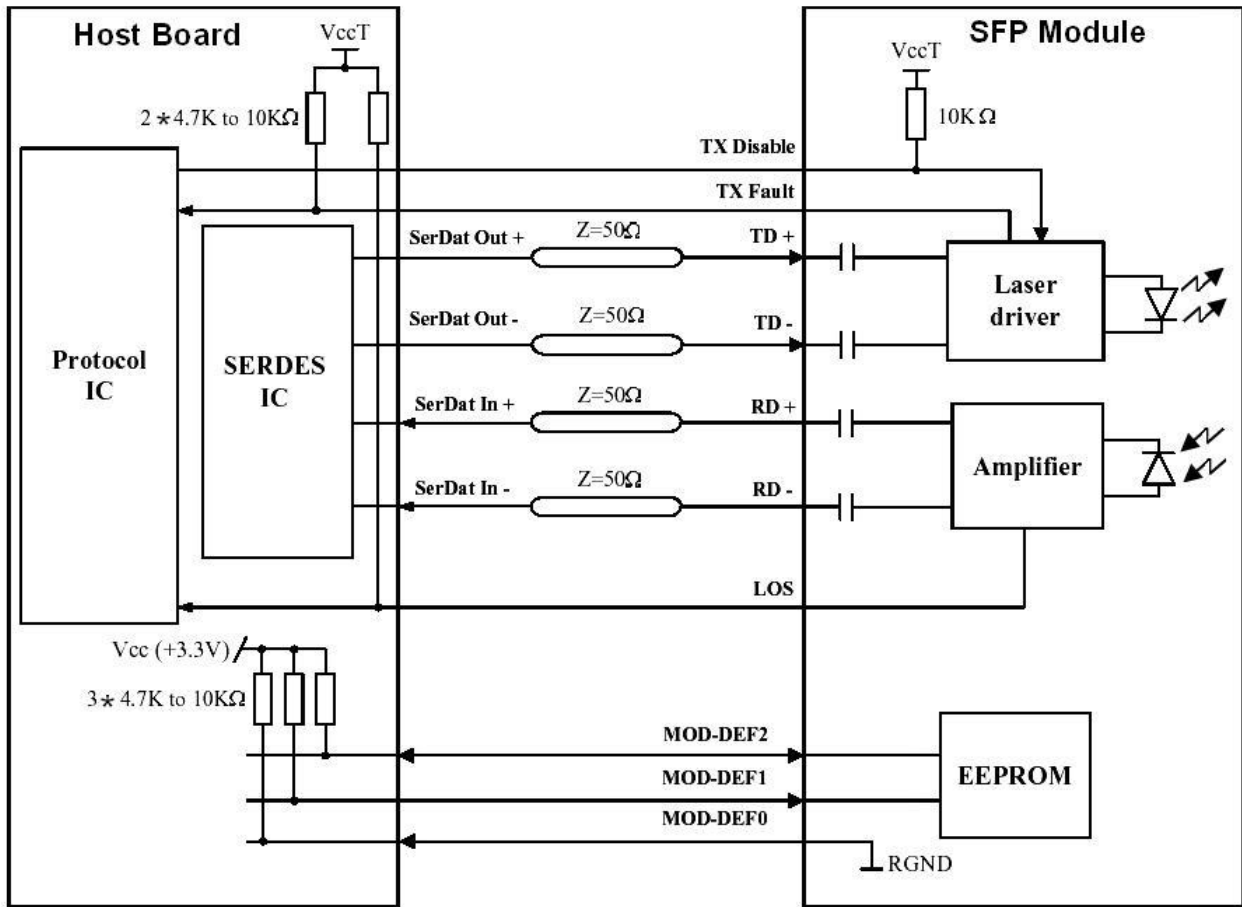 Host Board
SFP Module
VccT
VccT
2*4.7K to 10KΩ
10KΩ
TX Disable
TX Fault
SerDat Out +
Z=50Ω
TD +
Laser driver
SerDat Out -
Z=50Ω
TD -
Protocol IC
SERDES IC
SerDat In +
Z=50Ω
RD +
Amplifier
SerDat In -
Z=50Ω
RD -
LOS
Vcc (+3.3V)
3*4.7K to 10KΩ
MOD-DEF2
MOD-DEF1
MOD-DEF0
EEPROM
RGND